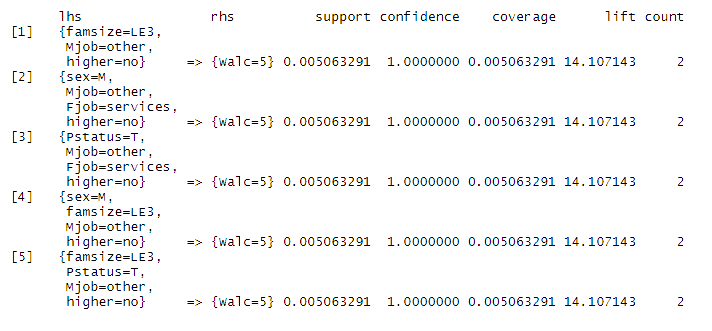 lhs rhs support confidence coverage lift count
[1] {famsize=LE3,
Mjob=other,
higher=no} => {Walc=5} 0.005063291 1.0000000 0.005063291 14.107143 2
[2] {sex=M,
Mjob=other,
Fjob=services,
higher=no} => {Walc=5} 0.005063291 1.0000000 0.005063291 14.107143 2
[3] {Pstatus=T,
Mjob=other,
Fjob=services,
higher=no} => {Walc=5} 0.005063291 1.0000000 0.005063291 14.107143 2
[4] {sex=M,
famsize=LE3,
Mjob=other,
higher=no} => {Walc=5} 0.005063291 1.0000000 0.005063291 14.107143 2
[5] {famsize=LE3,
Pstatus=T,
Mjob=other,
higher=no} => {Walc=5} 0.005063291 1.0000000 0.005063291 14.107143 2